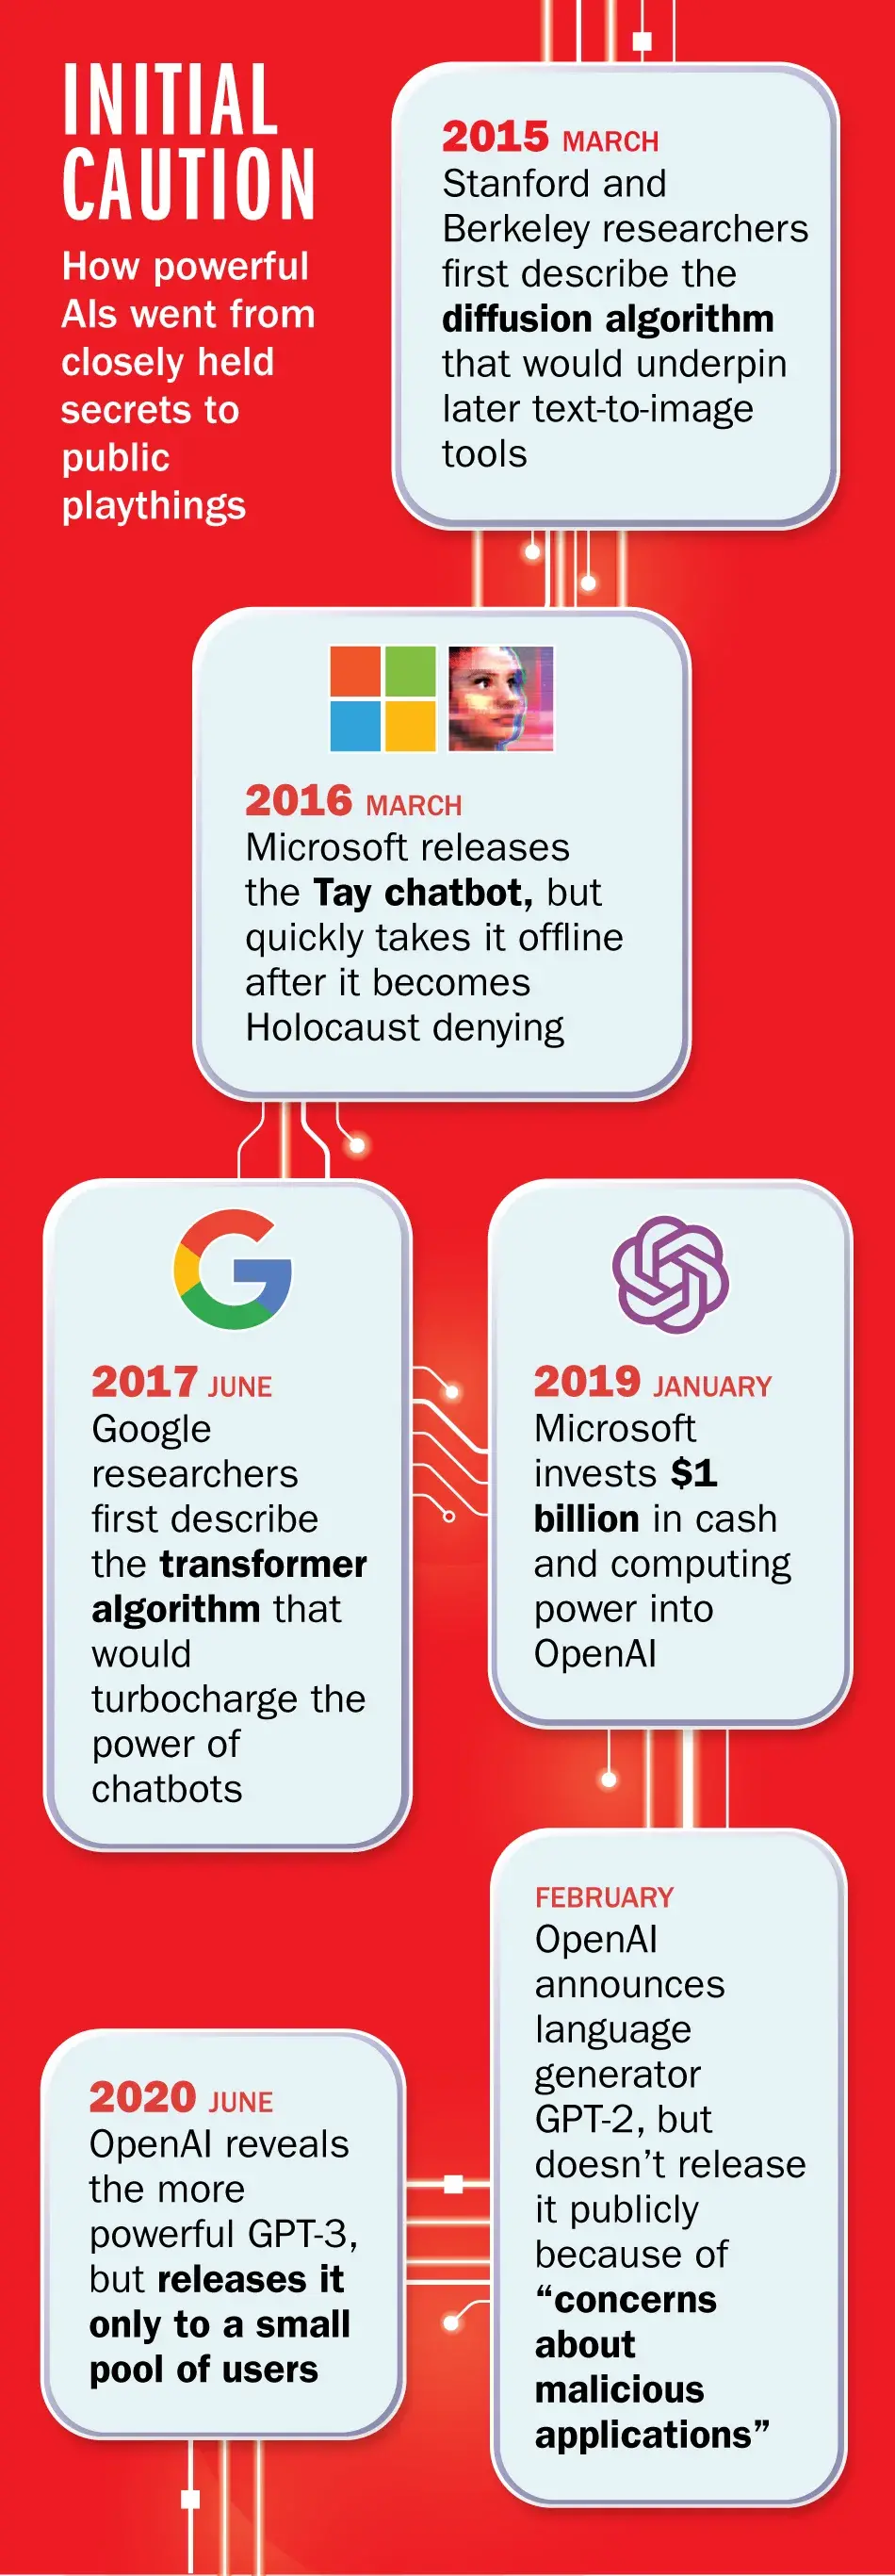 INITIAL
CAUTION
How powerful
AIs went from
closely held
secrets to
public
playthings
2015 MARCH
Stanford and
Berkeley researchers
first describe the
diffusion algorithm
that would underpin
later text-to-image
tools
2016 MARCH
Microsoft releases
the Tay chatbot, but
quickly takes it offline
after it becomes
Holocaust denying
2017 JUNE
Google
researchers
first describe
the transformer
algorithm that
would
turbocharge the
power of
chatbots
2019 JANUARY
Microsoft
invests $1
billion in cash
and computing
power into
OpenAI
FEBRUARY
OpenAI
announces
language
generator
GPT-2, but
doesn’t release
it publicly
because of
“concerns
about
malicious
applications”
2020 JUNE
OpenAI reveals
the more
powerful GPT-3,
but releases it
only to a small
pool of users